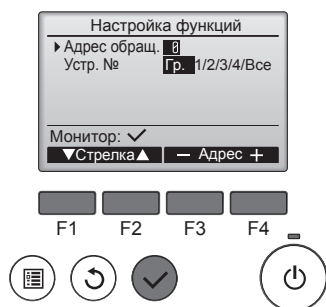 Настройка функций
Адрес обращ. 0
Устр. № Гр. 1/2/3/4/Все
Монитор: ✓
▼Стрелка▲ − Адрес +
F1 F2 F3 F4